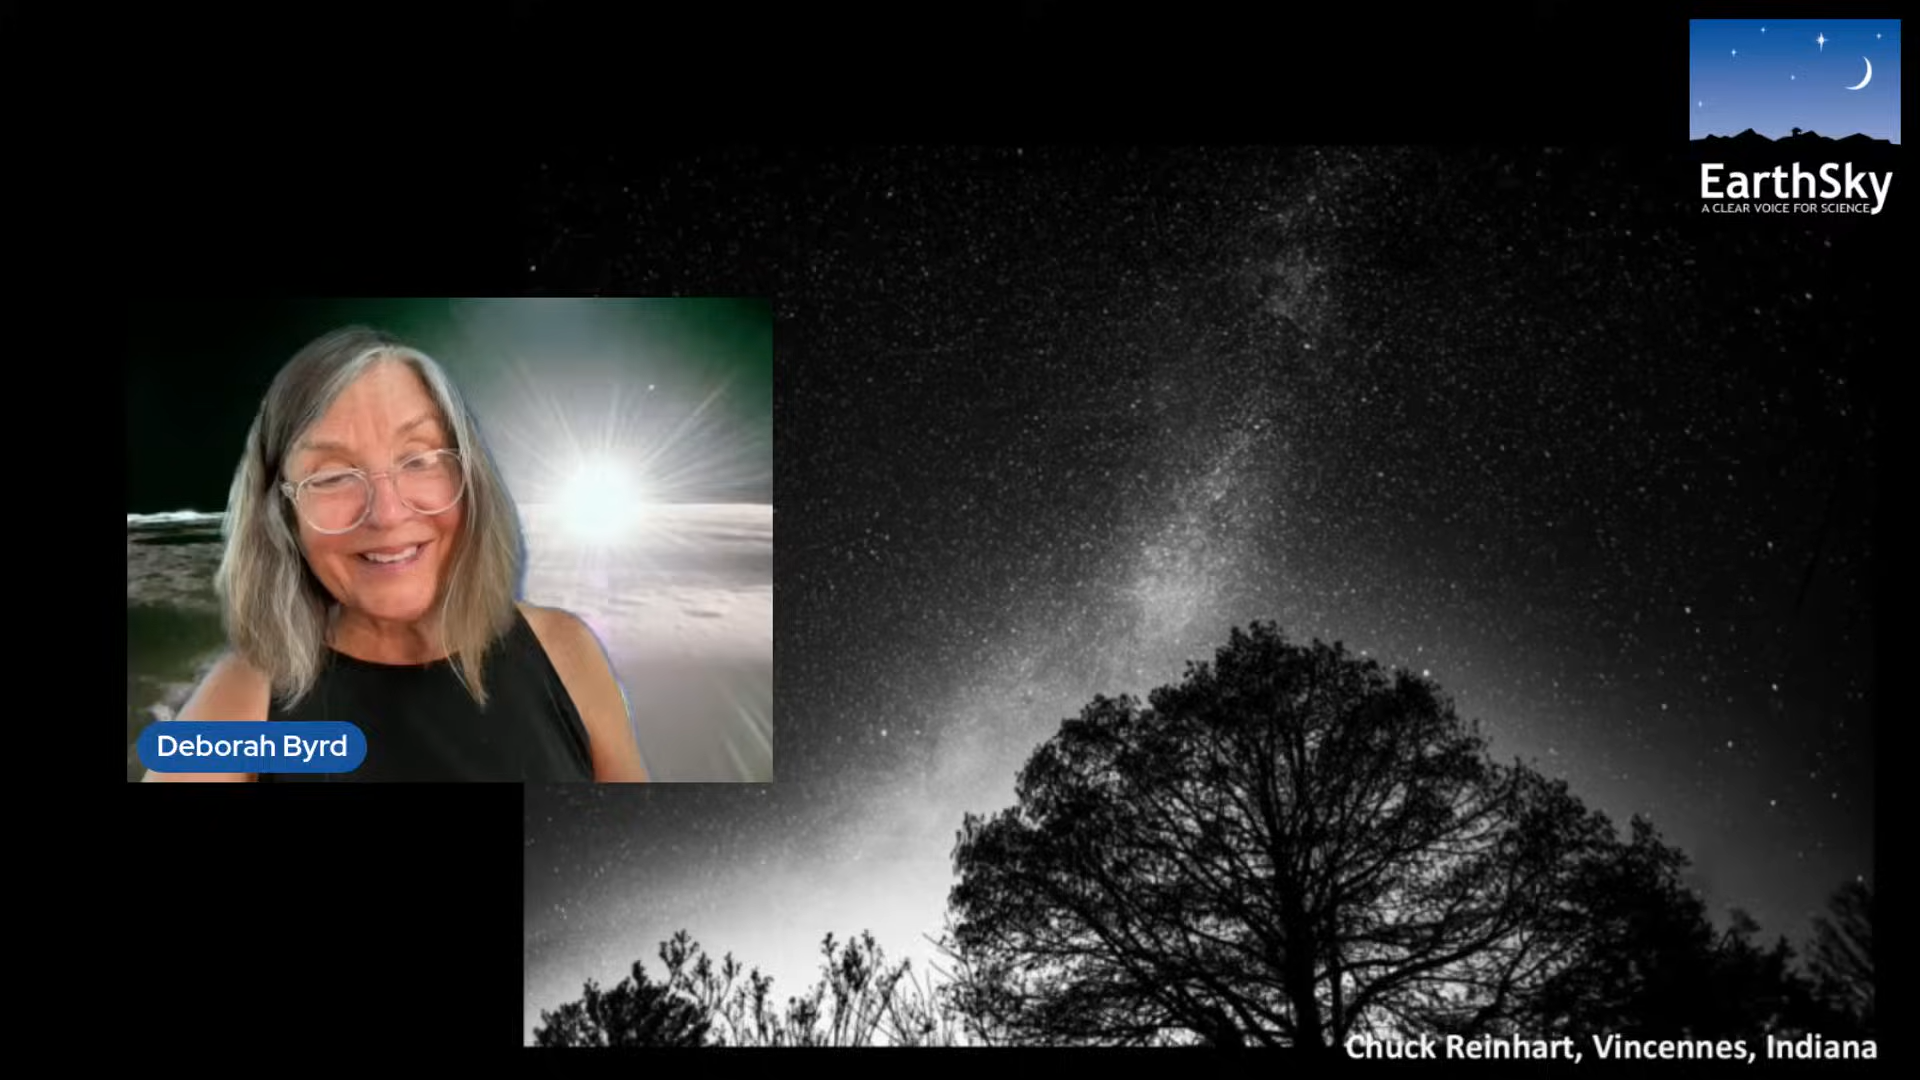 EarthSky
A CLEAR VOICE FOR SCIENCE
Deborah Byrd
Chuck Reinhart, Vincennes, Indiana